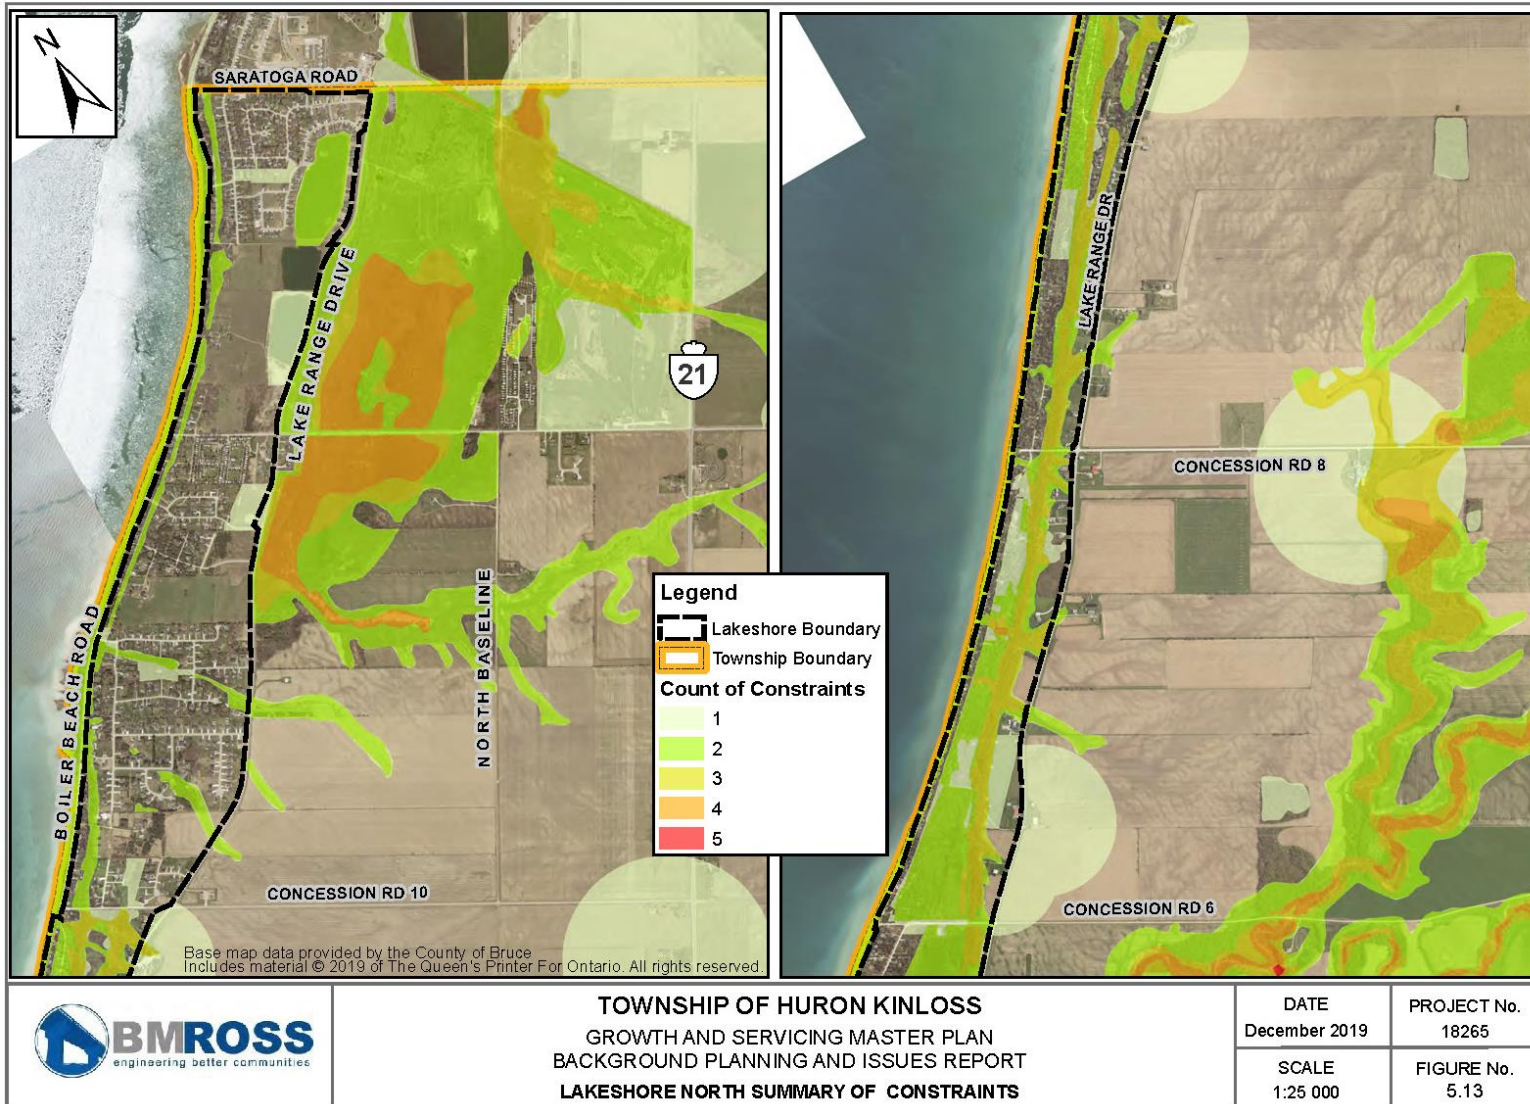 N
SARATOGA ROAD
LAKE RANGE DRIVE
21
NORTH BASELINE
BOILER BEACH ROAD
CONCESSION RD 10
Base map data provided by the County of Bruce
Includes material © 2019 of The Queen's Printer For Ontario. All rights reserved.
LAKE RANGE DR
CONCESSION RD 8
CONCESSION RD 6
Legend
Lakeshore Boundary
Township Boundary
Count of Constraints
1
2
3
4
5
BMROSS
engineering better communities
TOWNSHIP OF HURON KINLOSS
GROWTH AND SERVICING MASTER PLAN
BACKGROUND PLANNING AND ISSUES REPORT
LAKESHORE NORTH SUMMARY OF CONSTRAINTS
DATE
December 2019
PROJECT No.
18265
SCALE
1:25 000
FIGURE No.
5.13